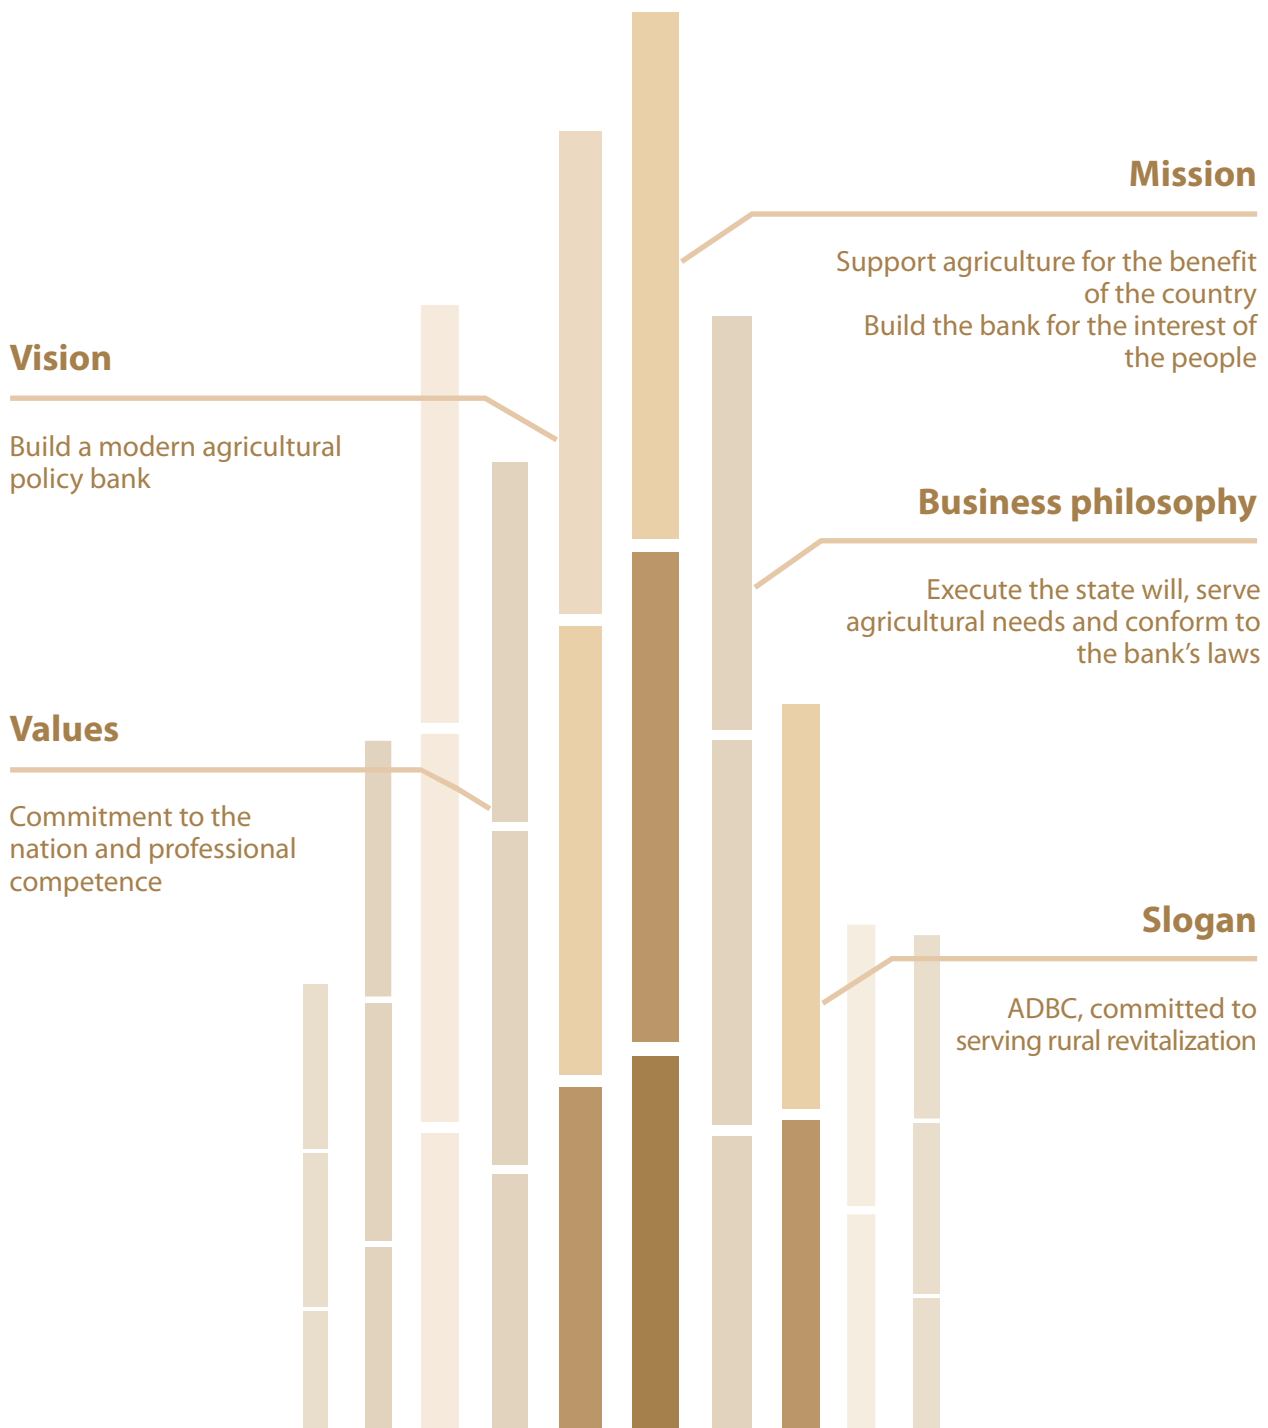 Mission
Support agriculture for the benefit
of the country
Build the bank for the interest of
the people
Vision
Build a modern agricultural
policy bank
Business philosophy
Execute the state will, serve
agricultural needs and conform to
the bank’s laws
Values
Commitment to the
nation and professional
competence
Slogan
ADBC, committed to
serving rural revitalization